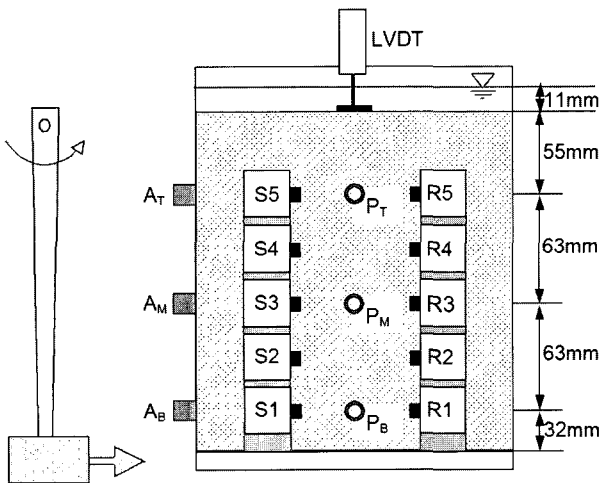 LVDT
11mm
55mm
A_T S5 P_T R5
S4 R4
63mm
A_M S3 P_M R3
S2 R2
63mm
A_B S1 P_B R1
32mm